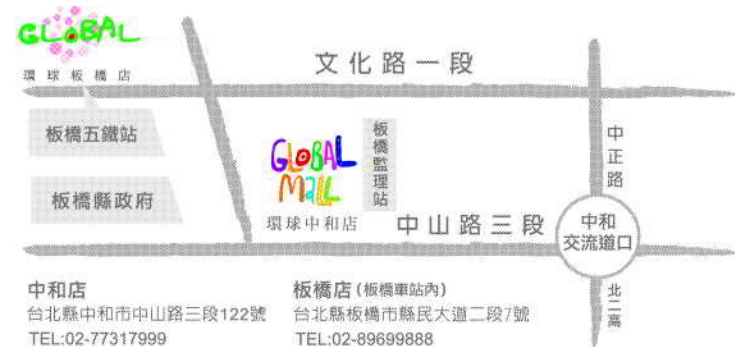 GLOBAL
環球板橋店
文化路一段
板橋五鐵站
板橋縣政府
GLOBAL
MALL
環球中和店
板橋監理站
中正路
中山路三段
中和
交流道口
北二高
中和店
台北縣中和市中山路三段122號
TEL:02-77317999
板橋店(板橋車站內)
台北縣板橋市縣民大道二段7號
TEL:02-89699888